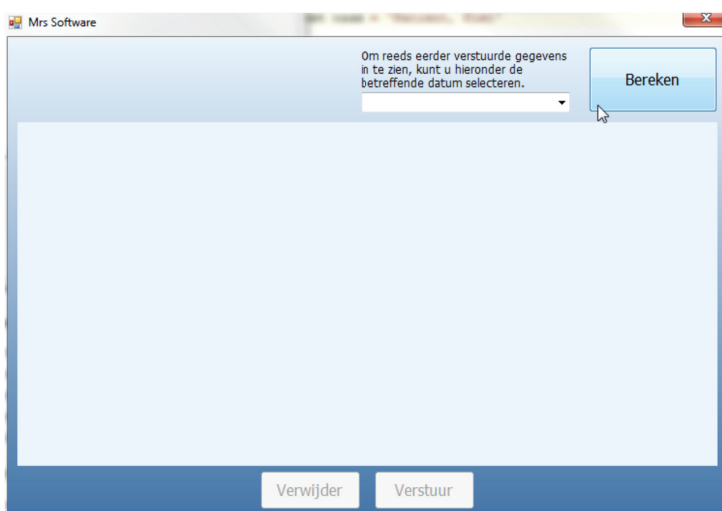 Mrs Software
Om reeds eerder verstuurde gegevens
in te zien, kunt u hieronder de
betreffende datum selecteren.
Bereken
Verwijder
Verstuur